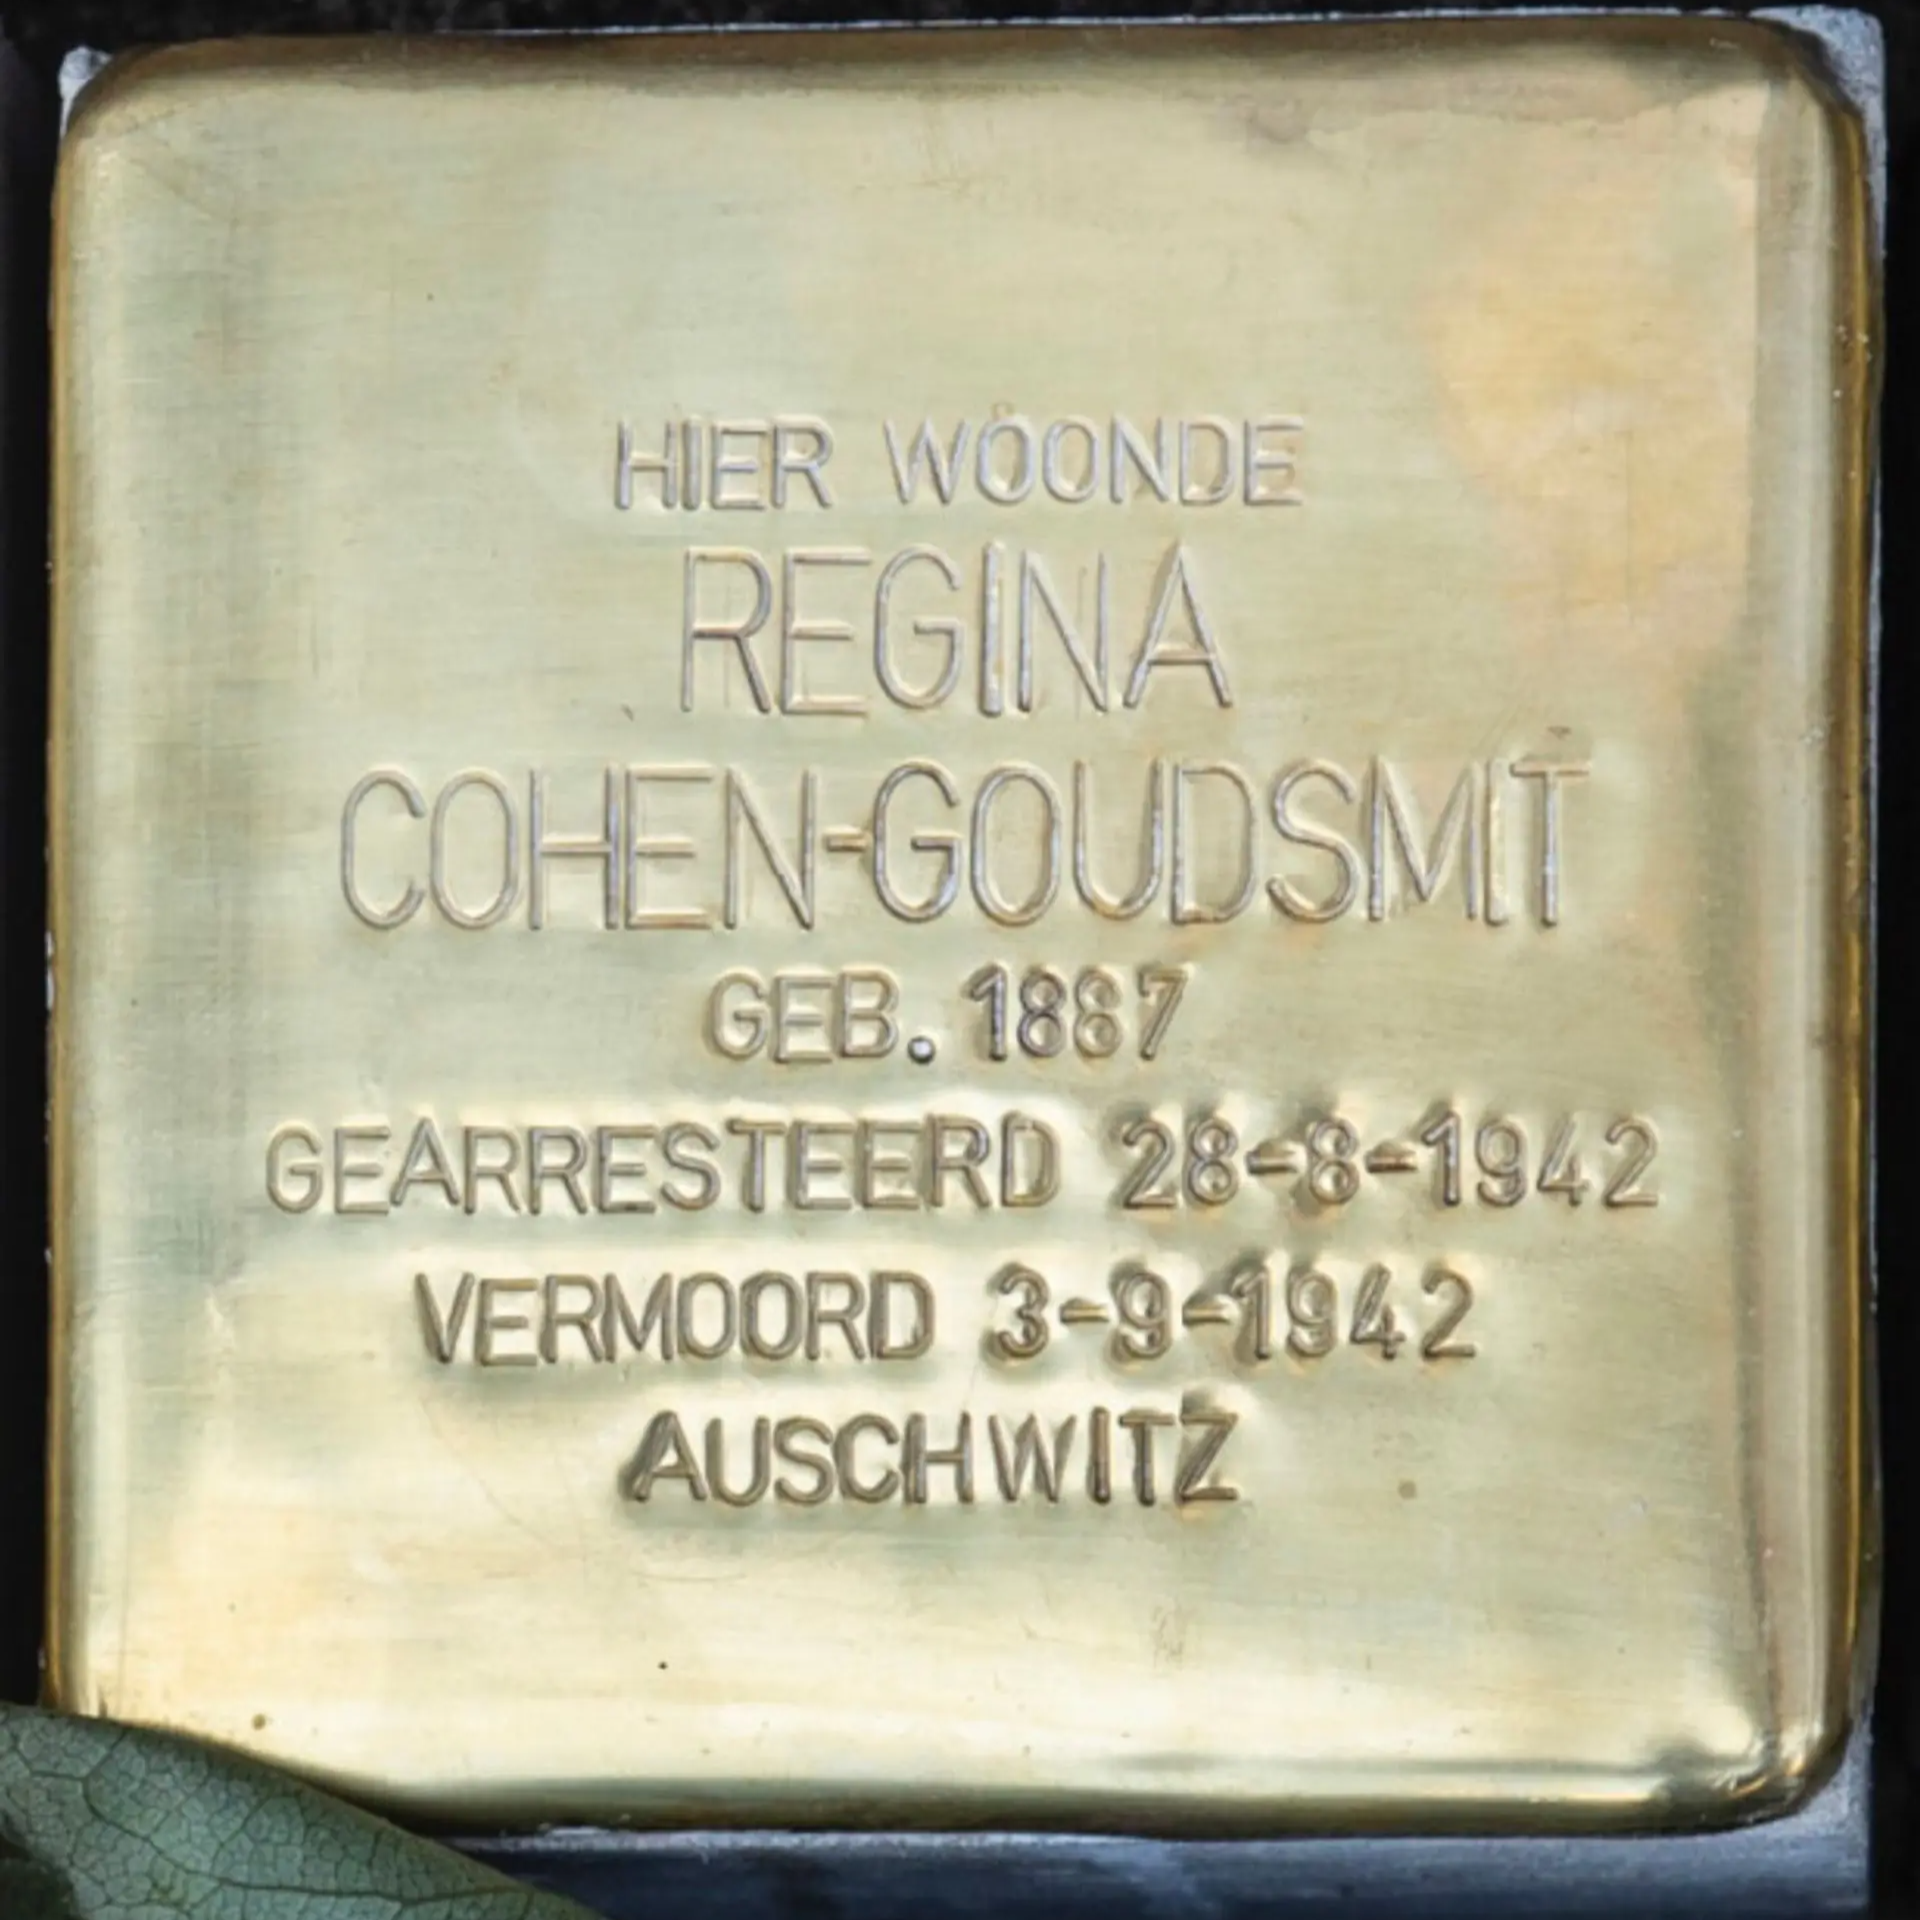 HIER WOONDE
REGINA
COHEN-GOUDSMIT
GEB. 1887
GEARRESTEERD 28-8-1942
VERMOORD 3-9-1942
AUSCHWITZ